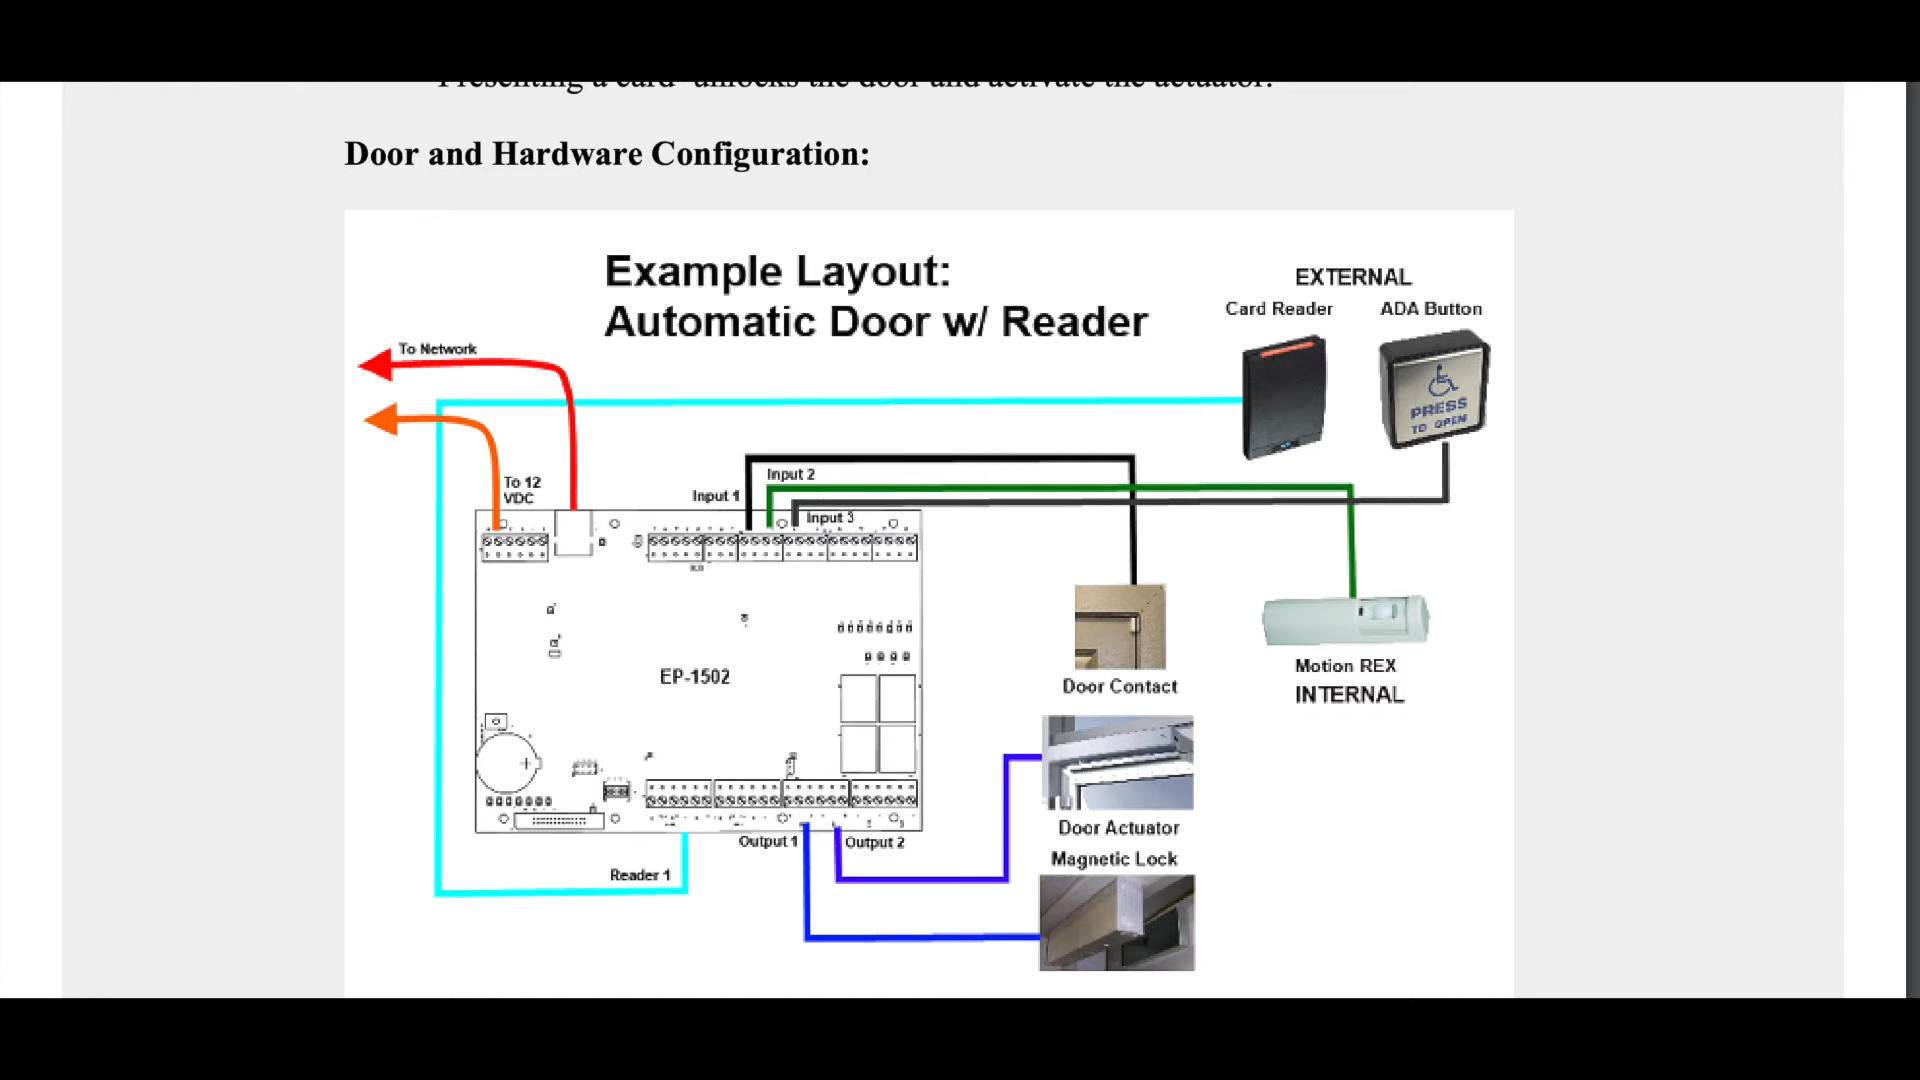 Presenting a card unlocks the door and activate the actuator.
Door and Hardware Configuration:
Example Layout:
Automatic Door w/ Reader
EXTERNAL
Card Reader
ADA Button
PRESS
TO OPEN
To Network
To 12
VDC
Input 1
Input 2
Input 3
EP-1502
Door Contact
Motion REX
INTERNAL
Door Actuator
Magnetic Lock
Output 1
Output 2
Reader 1